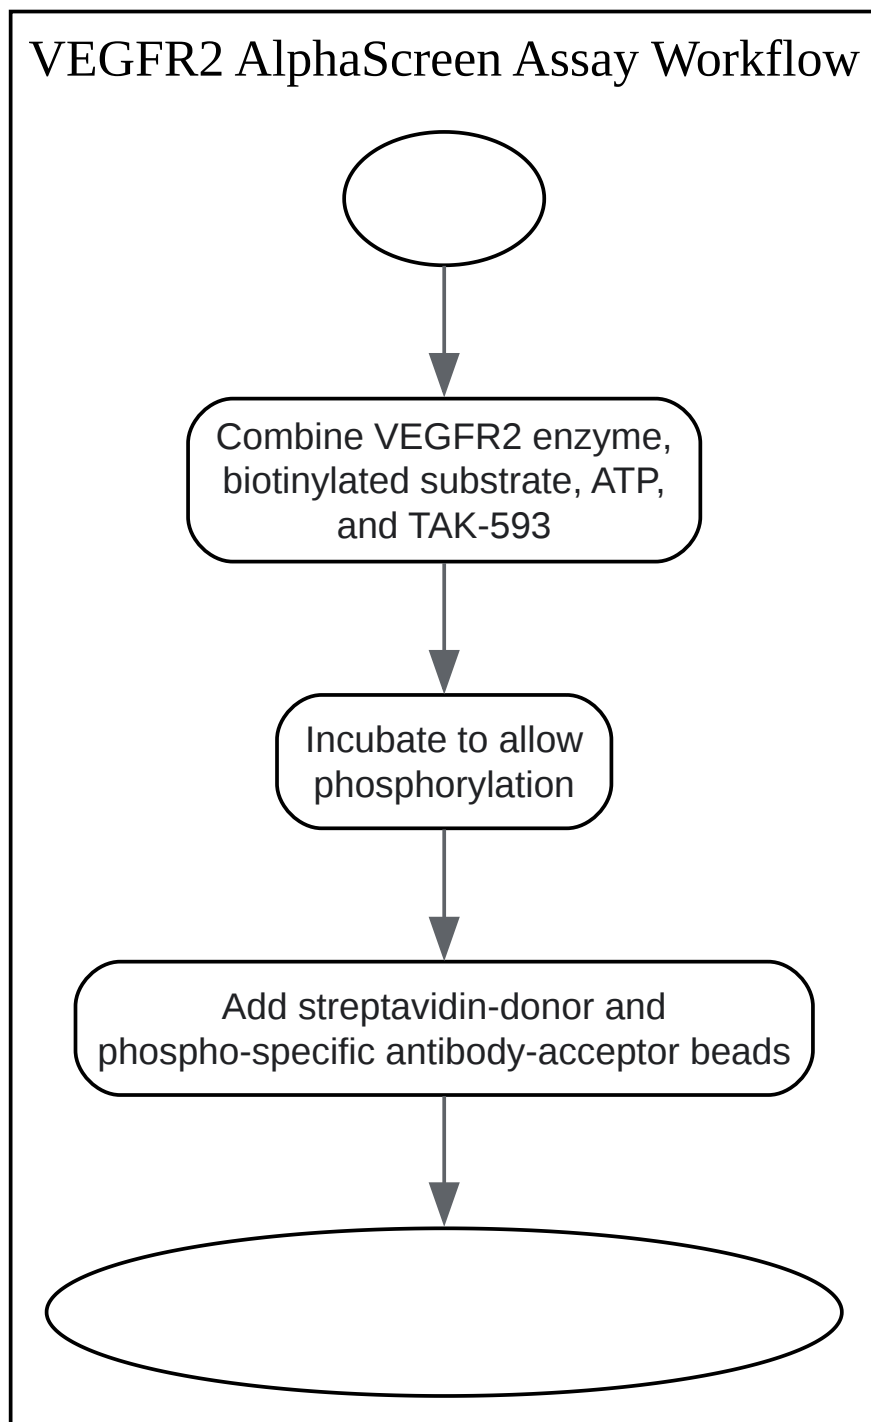 VEGFR2 AlphaScreen Assay Workflow
Combine VEGFR2 enzyme,
biotinylated substrate, ATP,
and TAK-593
Incubate to allow
phosphorylation
Add streptavidin-donor and
phospho-specific antibody-acceptor beads